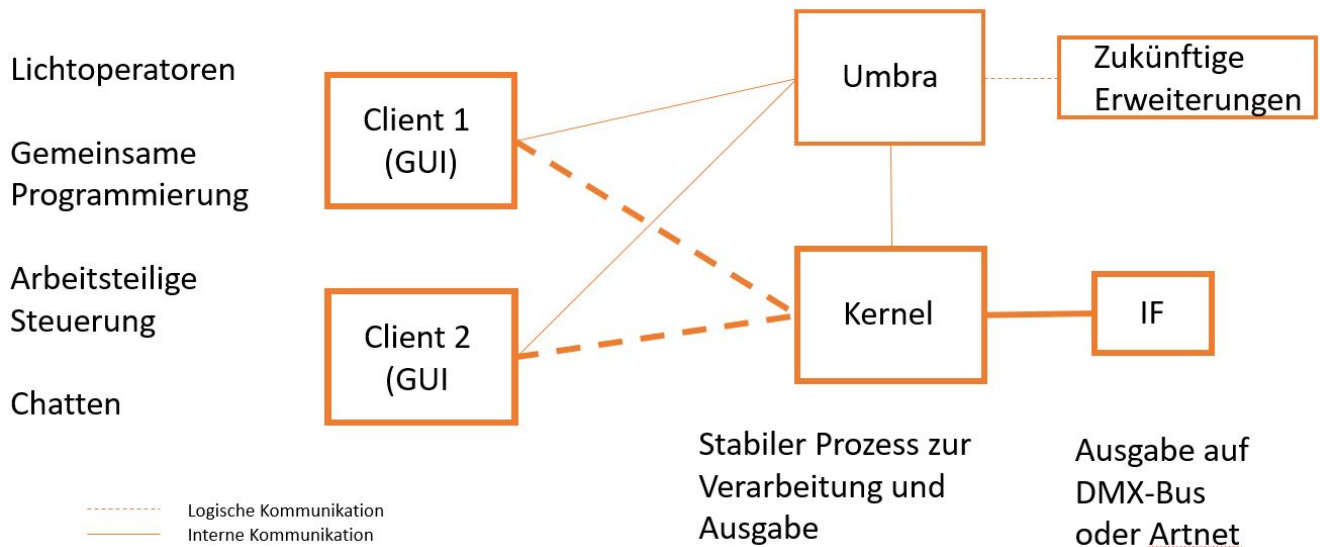 Lichtoperatoren
Gemeinsame
Programmierung
Arbeitsteilige
Steuerung
Chatten
Client 1
(GUI)
Client 2
(GUI
Umbra
Zukünftige
Erweiterungen
Kernel
IF
Stabiler Prozess zur
Verarbeitung und
Ausgabe
Ausgabe auf
DMX-Bus
oder Artnet
Logische Kommunikation
Interne Kommunikation